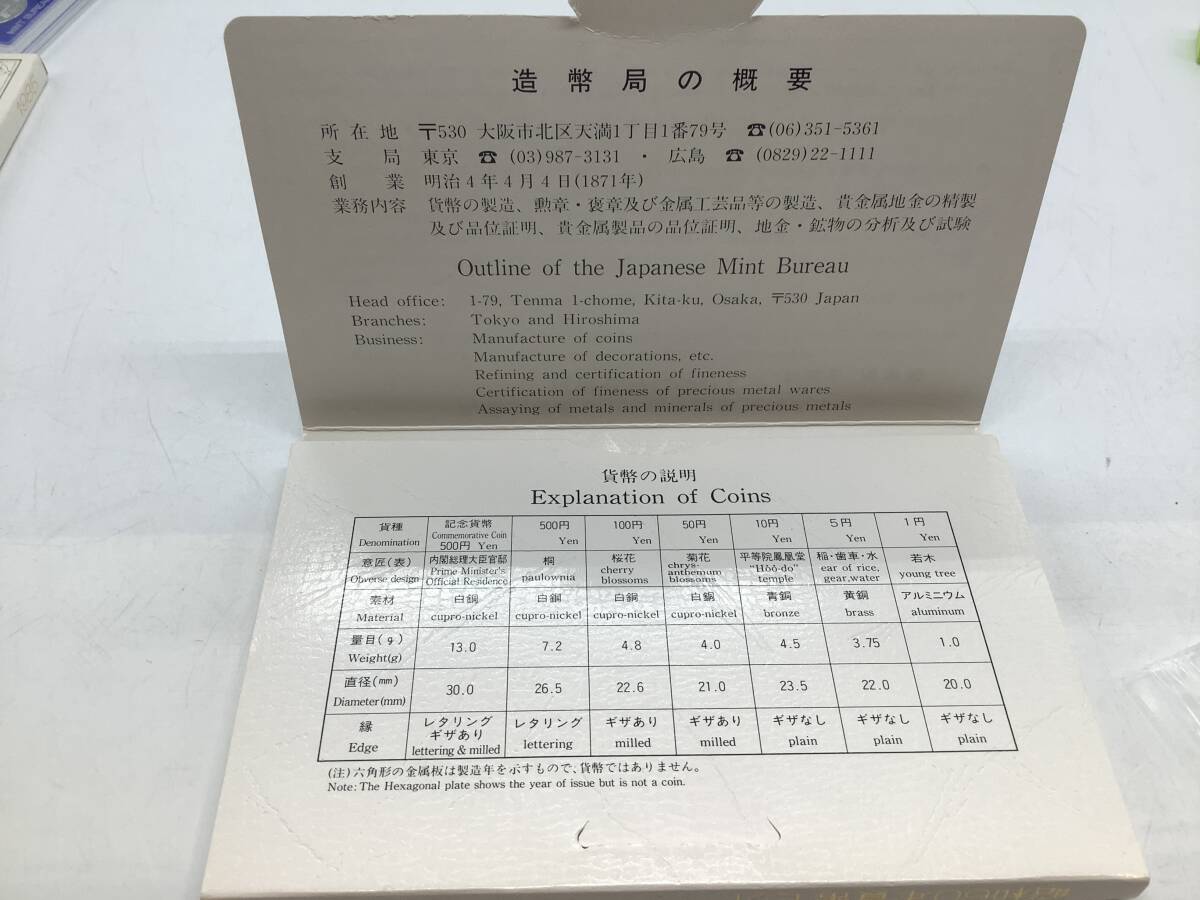 造幣局の概要
所在地 〒530 大阪市北区天満1丁目1番79号 ☎(06)351-5361
支局 東京 ☎ (03)987-3131 ・ 広島 ☎ (0829)22-1111
創業 明治4年4月4日(1871年)
業務内容 貨幣の製造、勲章・褒章及び金属工芸品等の製造、貴金属地金の精製
及び品位証明、貴金属製品の品位証明、地金・鉱物の分析及び試験
Outline of the Japanese Mint Bureau
Head office: 1-79, Tenma 1-chome, Kita-ku, Osaka, 〒530 Japan
Branches: Tokyo and Hiroshima
Business: Manufacture of coins
Manufacture of decorations, etc.
Refining and certification of fineness
Certification of fineness of precious metal wares
Assaying of metals and minerals of precious metals
貨幣の説明
Explanation of Coins
貨種 記念貨幣 500円 100円 50円 10円 5円 1円
Denomination Commemorative Coin 500円 Yen Yen Yen Yen Yen Yen Yen
意匠(表) 内閣総理大臣官邸 桐 桜花 菊花 平等院鳳凰堂 稲・歯車・水 若木
Obverse design Prime Minister's Official Residence paulownia cherry blossoms chrys-anthemum blossoms "Hôô-do" temple ear of rice, gear,water young tree
素材 白銅 白銅 白銅 白銅 青銅 黄銅 アルミニウム
Material cupro-nickel cupro-nickel cupro-nickel cupro-nickel bronze brass aluminum
量目(g) Weight(g) 13.0 7.2 4.8 4.0 4.5 3.75 1.0
直径(mm) Diameter(mm) 30.0 26.5 22.6 21.0 23.5 22.0 20.0
縁 レタリング ギザあり レタリング ギザあり ギザあり ギザなし ギザなし ギザなし
Edge lettering & milled lettering milled milled plain plain plain
(注)六角形の金属板は製造年を示すもので、貨幣ではありません。
Note: The Hexagonal plate shows the year of issue but is not a coin.
1986